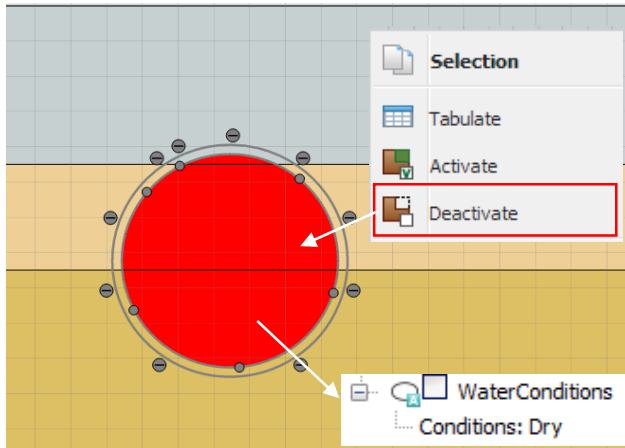 Selection
Tabulate
Activate
Deactivate
WaterConditions
Conditions: Dry